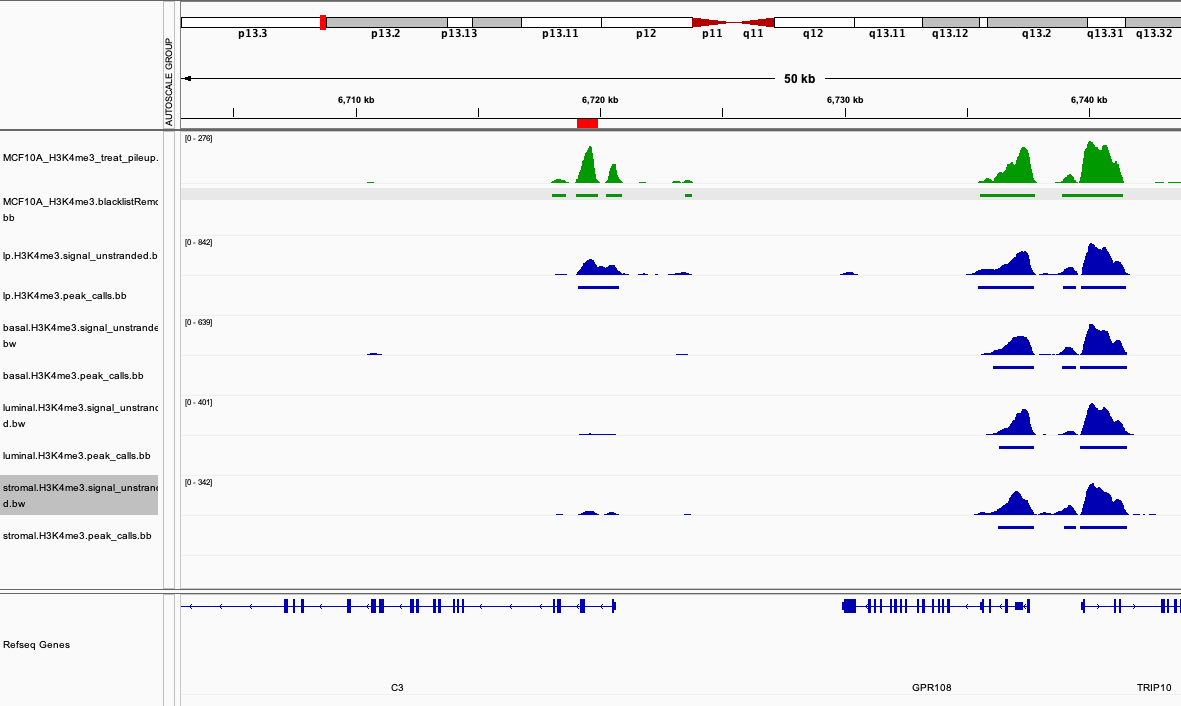 p13.3 p13.2 p13.13 p13.11 p12 p11 q11 q12 q13.11 q13.12 q13.2 q13.31 q13.32
AUTOSCALE GROUP
50 kb
6,710 kb 6,720 kb 6,730 kb 6,740 kb
[0 - 276]
MCF10A_H3K4me3_treat_pileup.
MCF10A_H3K4me3.blacklistRemo
bb
[0 - 842]
lp.H3K4me3.signal_unstranded.b
lp.H3K4me3.peak_calls.bb
[0 - 639]
basal.H3K4me3.signal_unstrande
bw
basal.H3K4me3.peak_calls.bb
[0 - 401]
luminal.H3K4me3.signal_unstranc
d.bw
luminal.H3K4me3.peak_calls.bb
[0 - 342]
stromal.H3K4me3.signal_unstran
d.bw
stromal.H3K4me3.peak_calls.bb
Refseq Genes
C3 GPR108 TRIP10